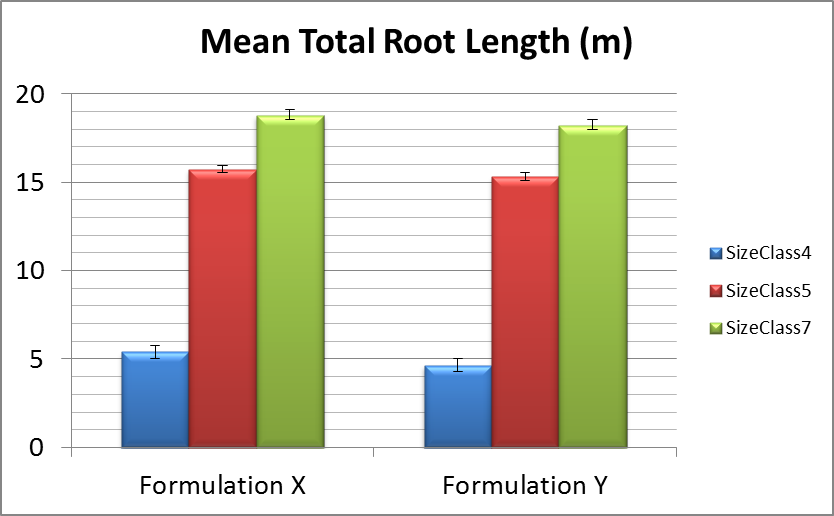 Mean Total Root Length (m)
20
15
10
5
0
SizeClass4
SizeClass5
SizeClass7
Formulation X
Formulation Y